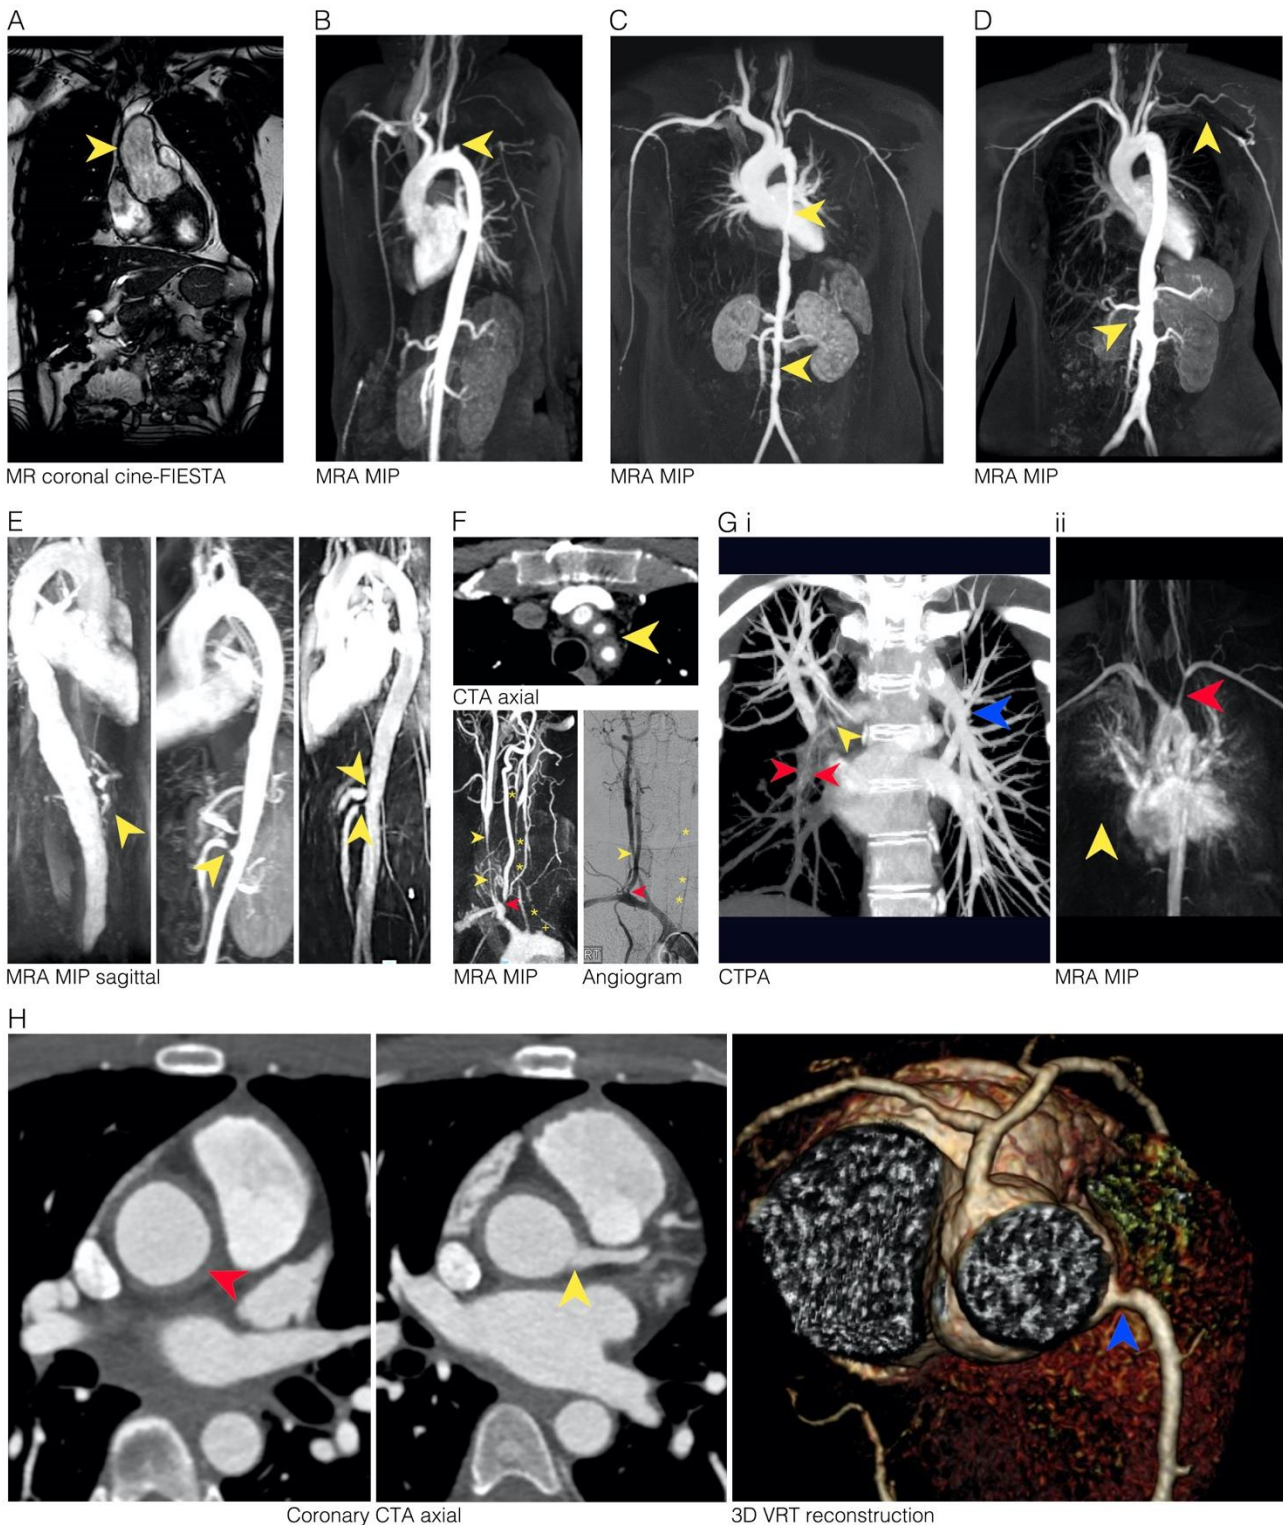 A
B
C
D
MR coronal cine-FIESTA
MRA MIP
MRA MIP
MRA MIP
E
F
G i
ii
CTA axial
RT
MRA MIP sagittal
MRA MIP
Angiogram
CTPA
MRA MIP
H
Coronary CTA axial
3D VRT reconstruction